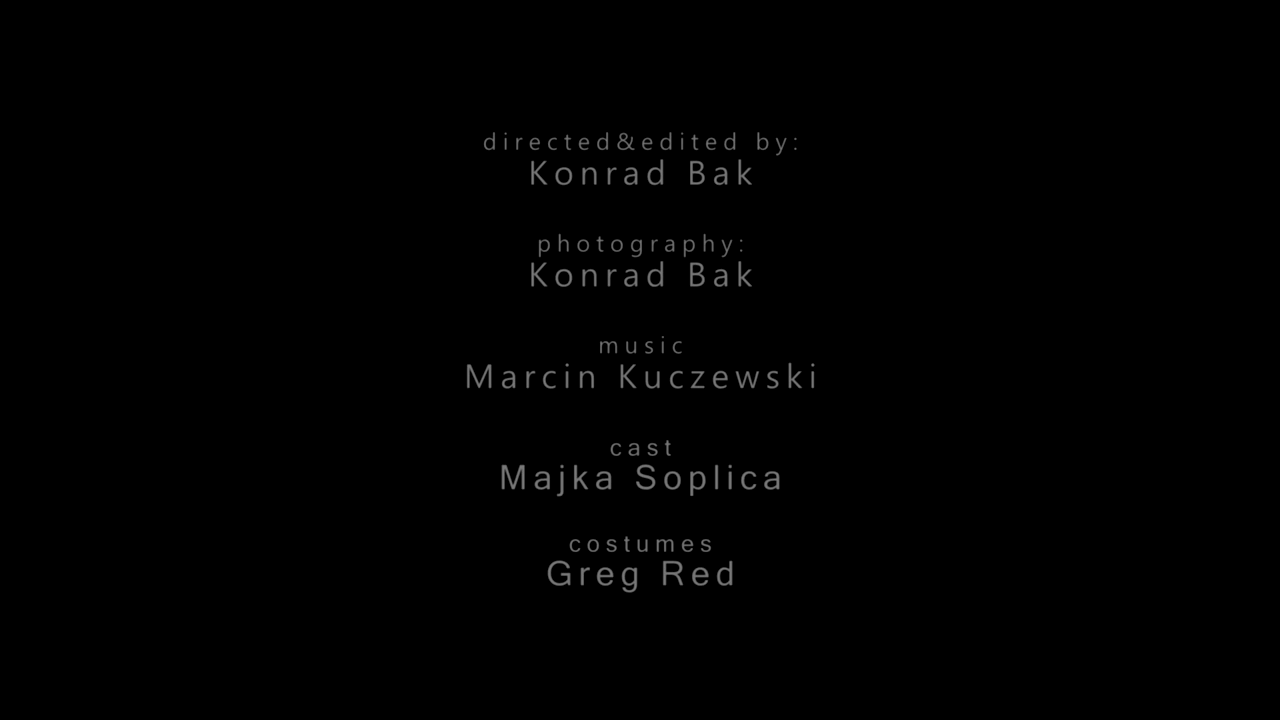 directed&edited by:
Konrad Bak
photography:
Konrad Bak
music
Marcin Kuczewski
cast
Majka Soplica
costumes
Greg Red